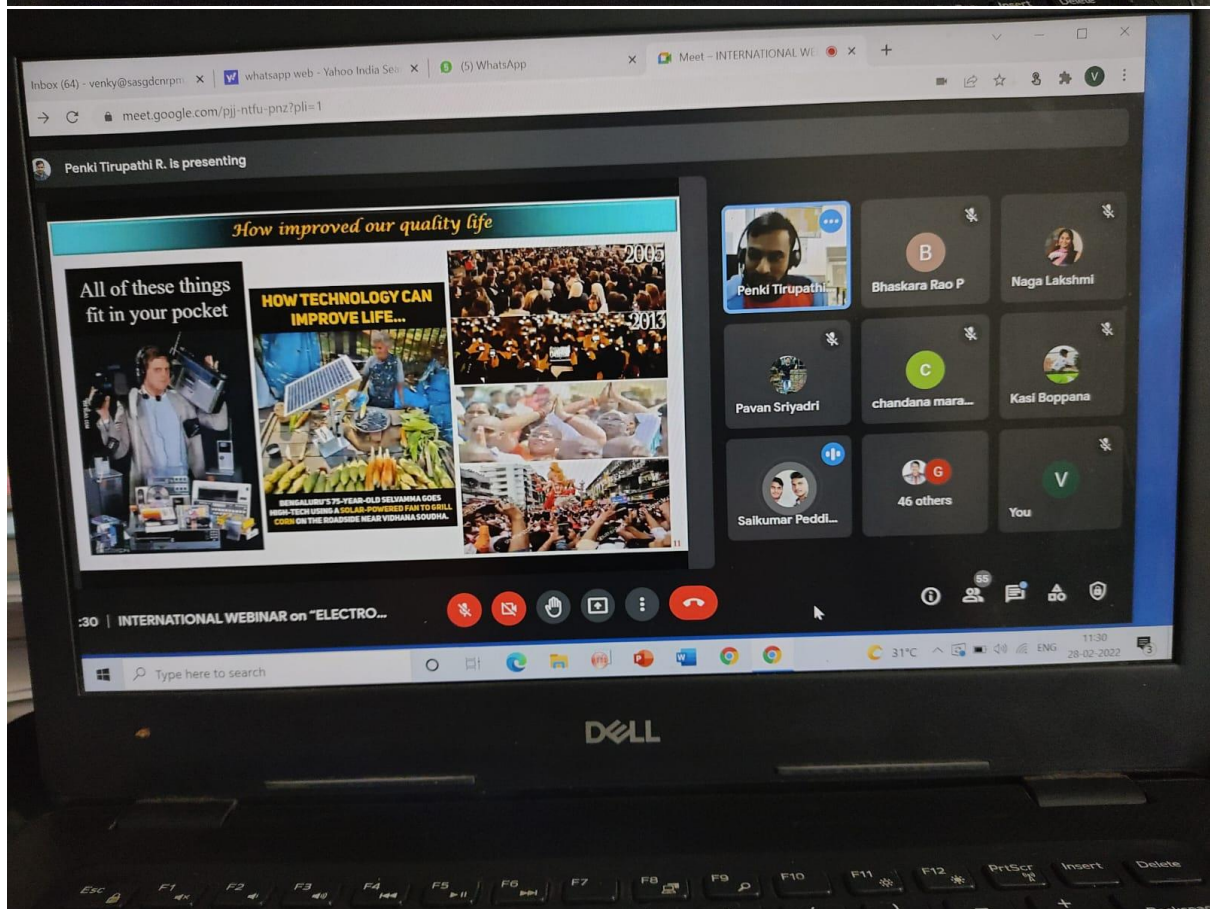 Insert Delete
Inbox (64) - venky@sasgdcnrpm
whatsapp web - Yahoo India Sea
(5) WhatsApp
Meet – INTERNATIONAL WE
meet.google.com/pjj-ntfu-pnz?pli=1
V
Penki Tirupathi R. is presenting
How improved our quality life
All of these things
fit in your pocket
HOW TECHNOLOGY CAN
IMPROVE LIFE...
BENGALURU'S 75-YEAR-OLD SELVAMMA GOES
HIGH-TECH USING A SOLAR-POWERED FAN TO GRILL
CORN ON THE ROADSIDE NEAR VIDHANA SOUDHA.
2005
2013
11
Penki Tirupathi...
B
Bhaskara Rao P
Naga Lakshmi
Pavan Sriyadri
C
chandana mara...
Kasi Boppana
Saikumar Peddi...
G
46 others
V
You
:30 | INTERNATIONAL WEBINAR on "ELECTRO...
55
Type here to search
31°C
ENG
11:30
28-02-2022
3
DELL
Esc F1 F2 F3 F4 F5 F6 F7 F8 F9 F10 F11 F12 PrtScr Insert Delete